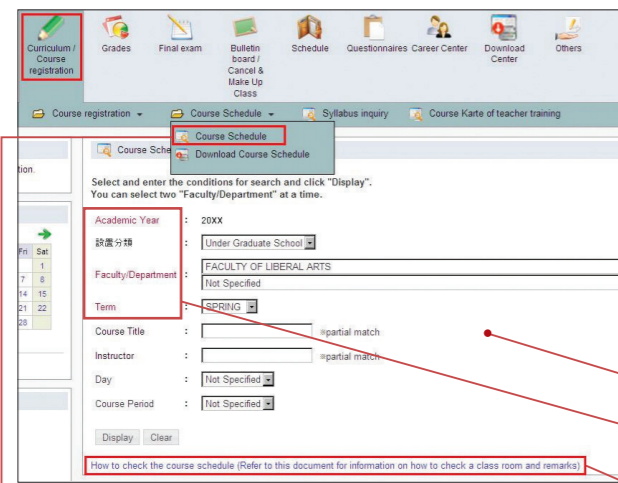 Curriculum /
Course
registration
Grades
Final exam
Bulletin
board /
Cancel &
Make Up
Class
Schedule
Questionnaires
Career Center
Download
Center
Others
Course registration
Course Schedule
Syllabus inquiry
Course Karte of teacher training
Course Schedule
Download Course Schedule
Course Sche
tion.
Select and enter the conditions for search and click "Display".
You can select two "Faculty/Department" at a time.
Academic Year : 20XX
設置分類 : Under Graduate School
Faculty/Department : FACULTY OF LIBERAL ARTS
Not Specified
Term : SPRING
Course Title : ※partial match
Instructor : ※partial match
Day : Not Specified
Course Period : Not Specified
Display Clear
How to check the course schedule (Refer to this document for information on how to check a class room and remarks)
Fri Sat
1
7 8
14 15
21 22
28